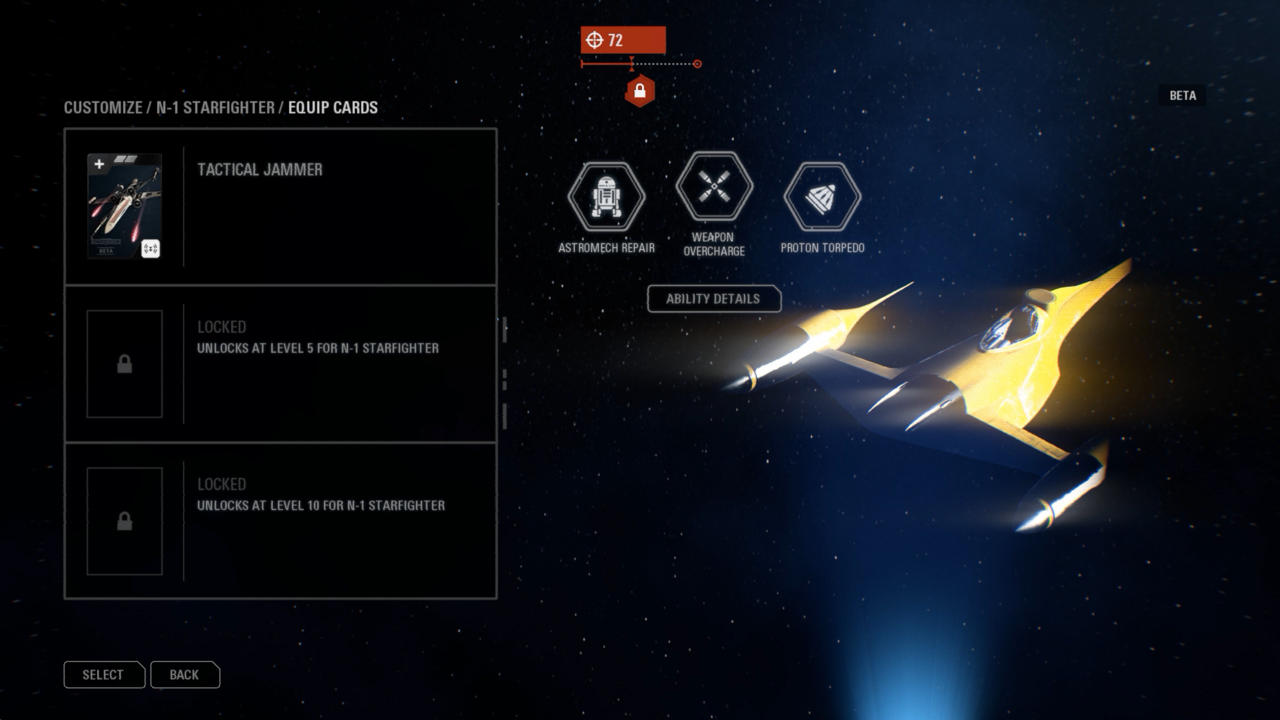 72
CUSTOMIZE / N-1 STARFIGHTER / EQUIP CARDS
BETA
TACTICAL JAMMER
BETA
LOCKED
UNLOCKS AT LEVEL 5 FOR N-1 STARFIGHTER
LOCKED
UNLOCKS AT LEVEL 10 FOR N-1 STARFIGHTER
ASTROMECH REPAIR
WEAPON
OVERCHARGE
PROTON TORPEDO
ABILITY DETAILS
SELECT
BACK